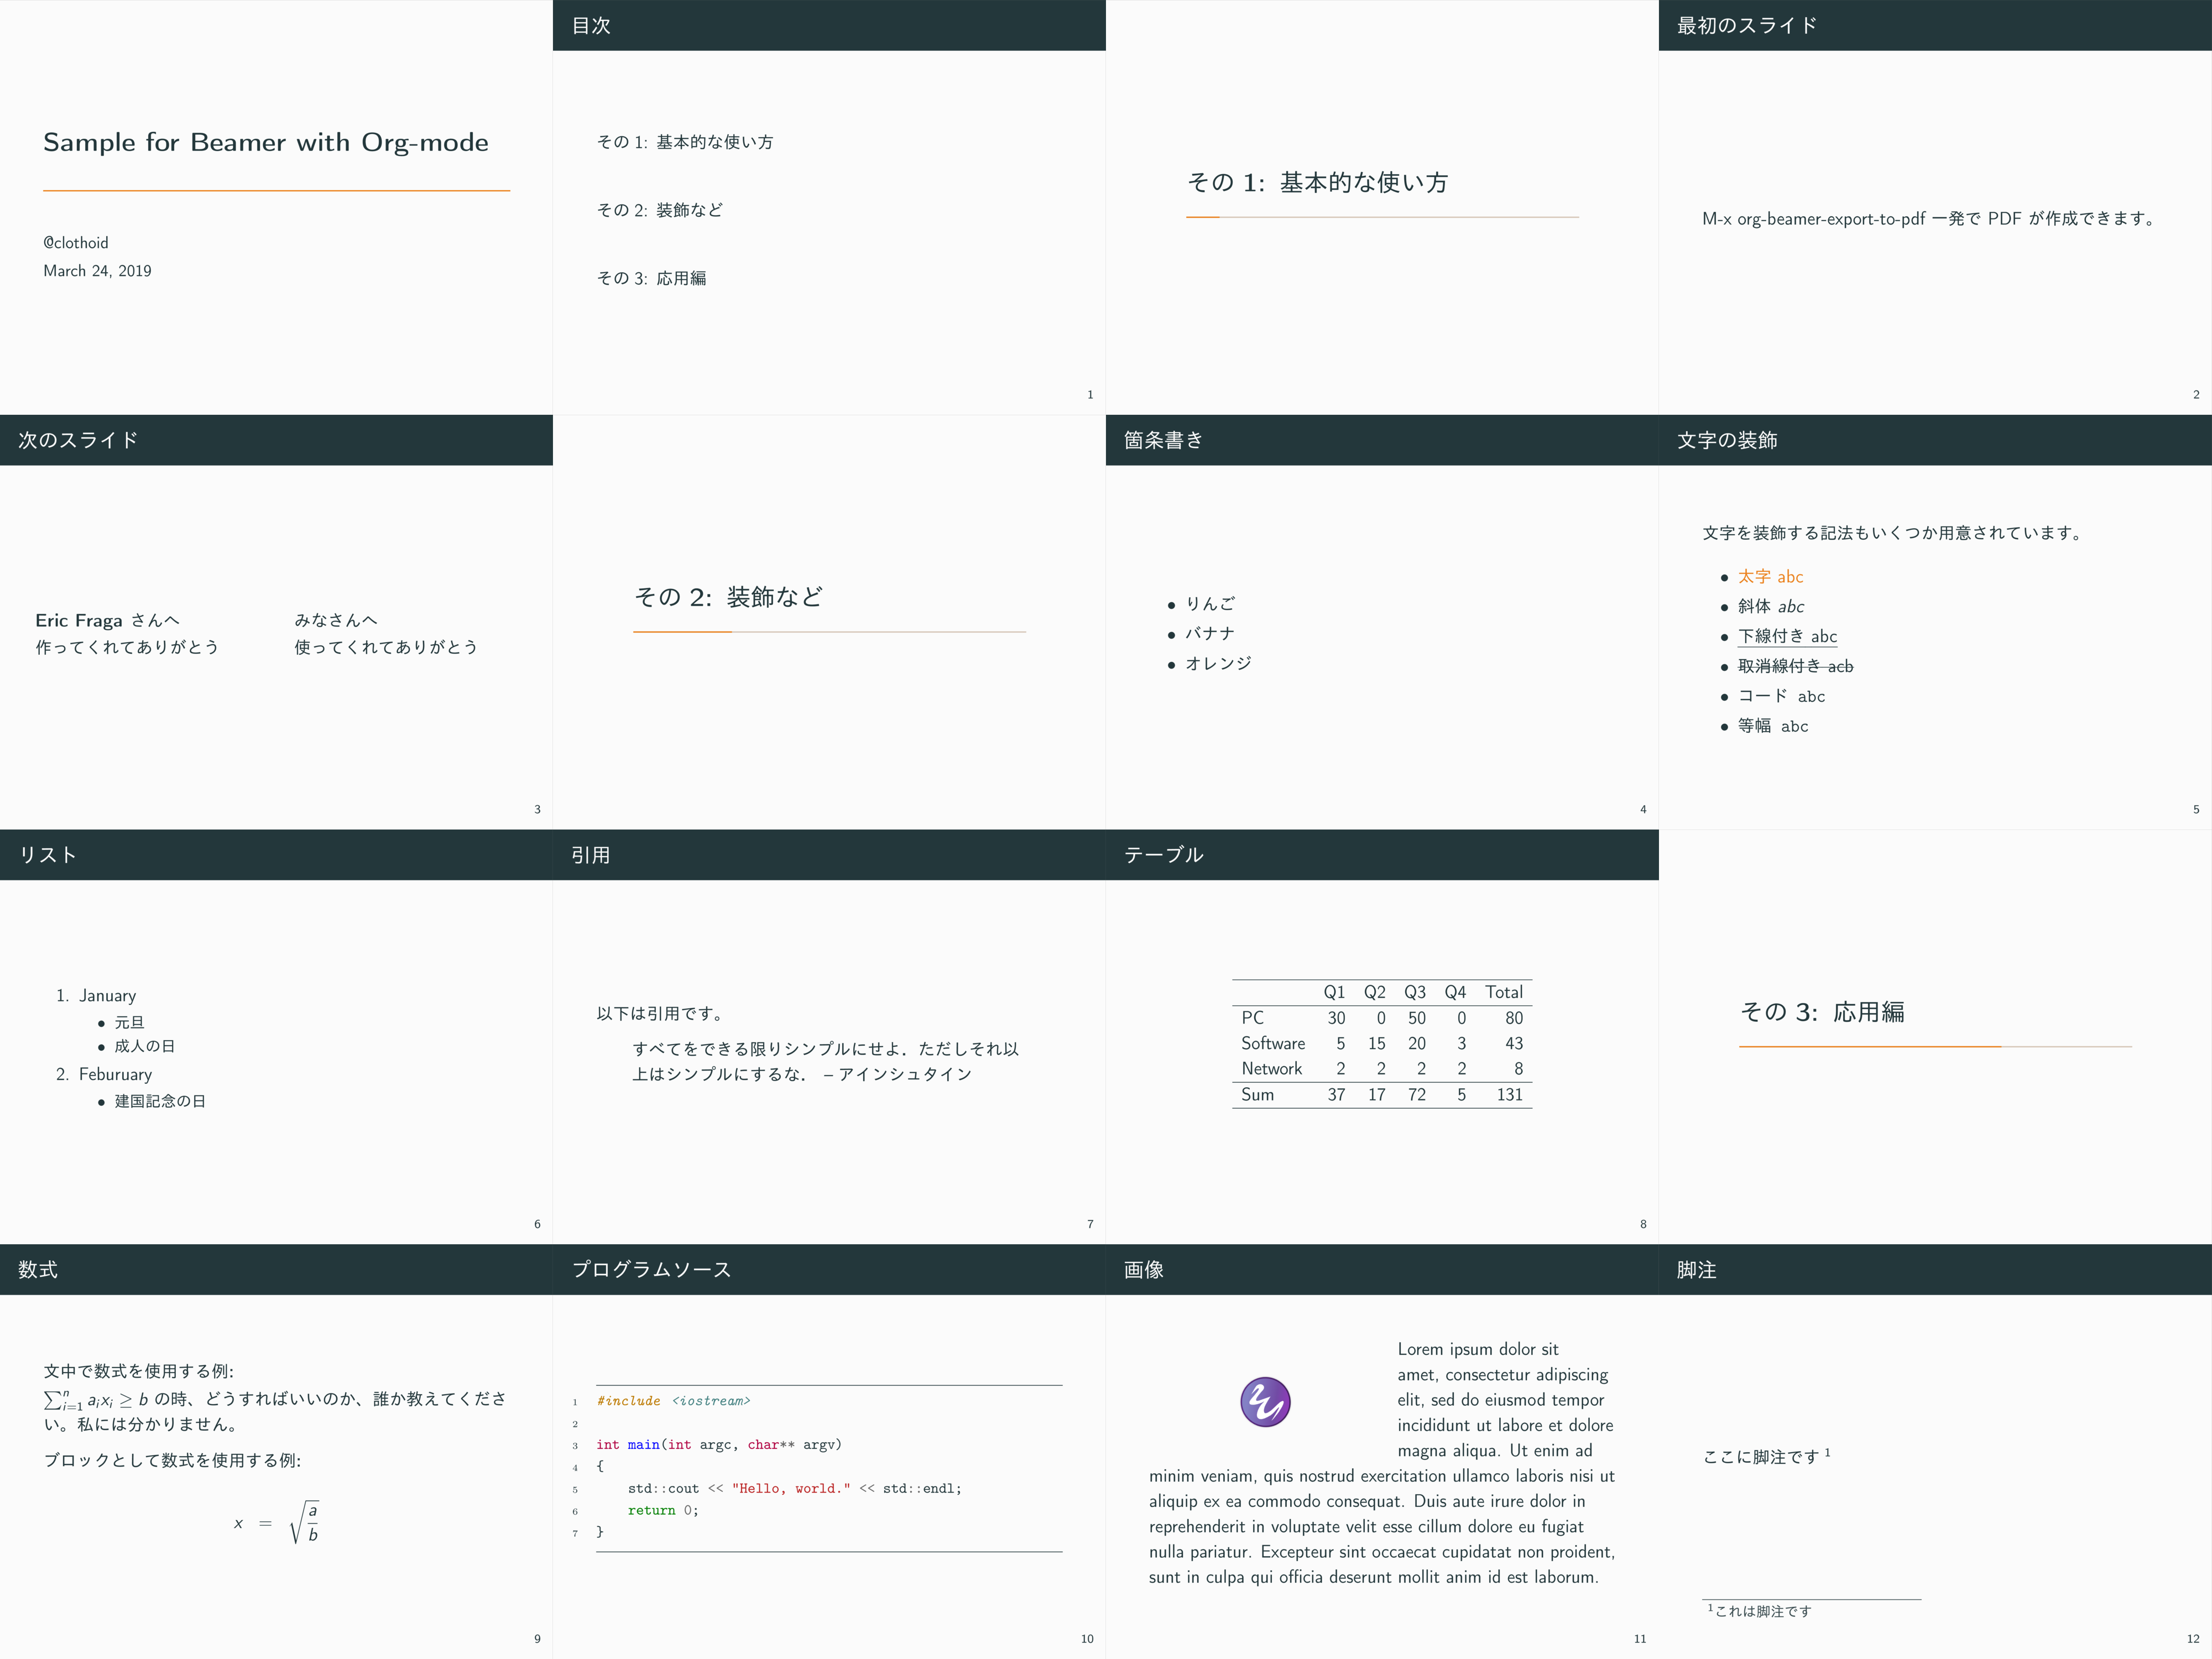 Sample for Beamer with Org-mode
@clothoid
March 24, 2019
目次
その 1: 基本的な使い方
その 2: 装飾など
その 3: 応用編
1
その 1: 基本的な使い方
最初のスライド
M-x org-beamer-export-to-pdf 一発で PDF が作成できます。
2
次のスライド
Eric Fraga さんへ
作ってくれてありがとう
みなさんへ
使ってくれてありがとう
3
その 2: 装飾など
箇条書き
• りんご
• バナナ
• オレンジ
4
文字の装飾
文字を装飾する記法もいくつか用意されています。
• 太字 abc
• 斜体 abc
• 下線付き abc
• 取消線付き acb
• コード abc
• 等幅 abc
5
リスト
1. January
• 元旦
• 成人の日
2. Feburuary
• 建国記念の日
6
引用
以下は引用です。
すべてをできる限りシンプルにせよ．ただしそれ以
上はシンプルにするな． – アインシュタイン
7
テーブル
Q1 Q2 Q3 Q4 Total
PC 30 0 50 0 80
Software 5 15 20 3 43
Network 2 2 2 2 8
Sum 37 17 72 5 131
8
その 3: 応用編
数式
文中で数式を使用する例:
∑ⁿᵢ₌₁ aᵢxᵢ ≥ b の時、どうすればいいのか、誰か教えてくださ
い。私には分かりません。
ブロックとして数式を使用する例:
x = √(a/b)
9
プログラムソース
1 #include <iostream>
2
3 int main(int argc, char** argv)
4 {
5 std::cout << "Hello, world." << std::endl;
6 return 0;
7 }
10
画像
Lorem ipsum dolor sit
amet, consectetur adipiscing
elit, sed do eiusmod tempor
incididunt ut labore et dolore
magna aliqua. Ut enim ad
minim veniam, quis nostrud exercitation ullamco laboris nisi ut
aliquip ex ea commodo consequat. Duis aute irure dolor in
reprehenderit in voluptate velit esse cillum dolore eu fugiat
nulla pariatur. Excepteur sint occaecat cupidatat non proident,
sunt in culpa qui officia deserunt mollit anim id est laborum.
11
脚注
ここに脚注です ¹
¹これは脚注です
12